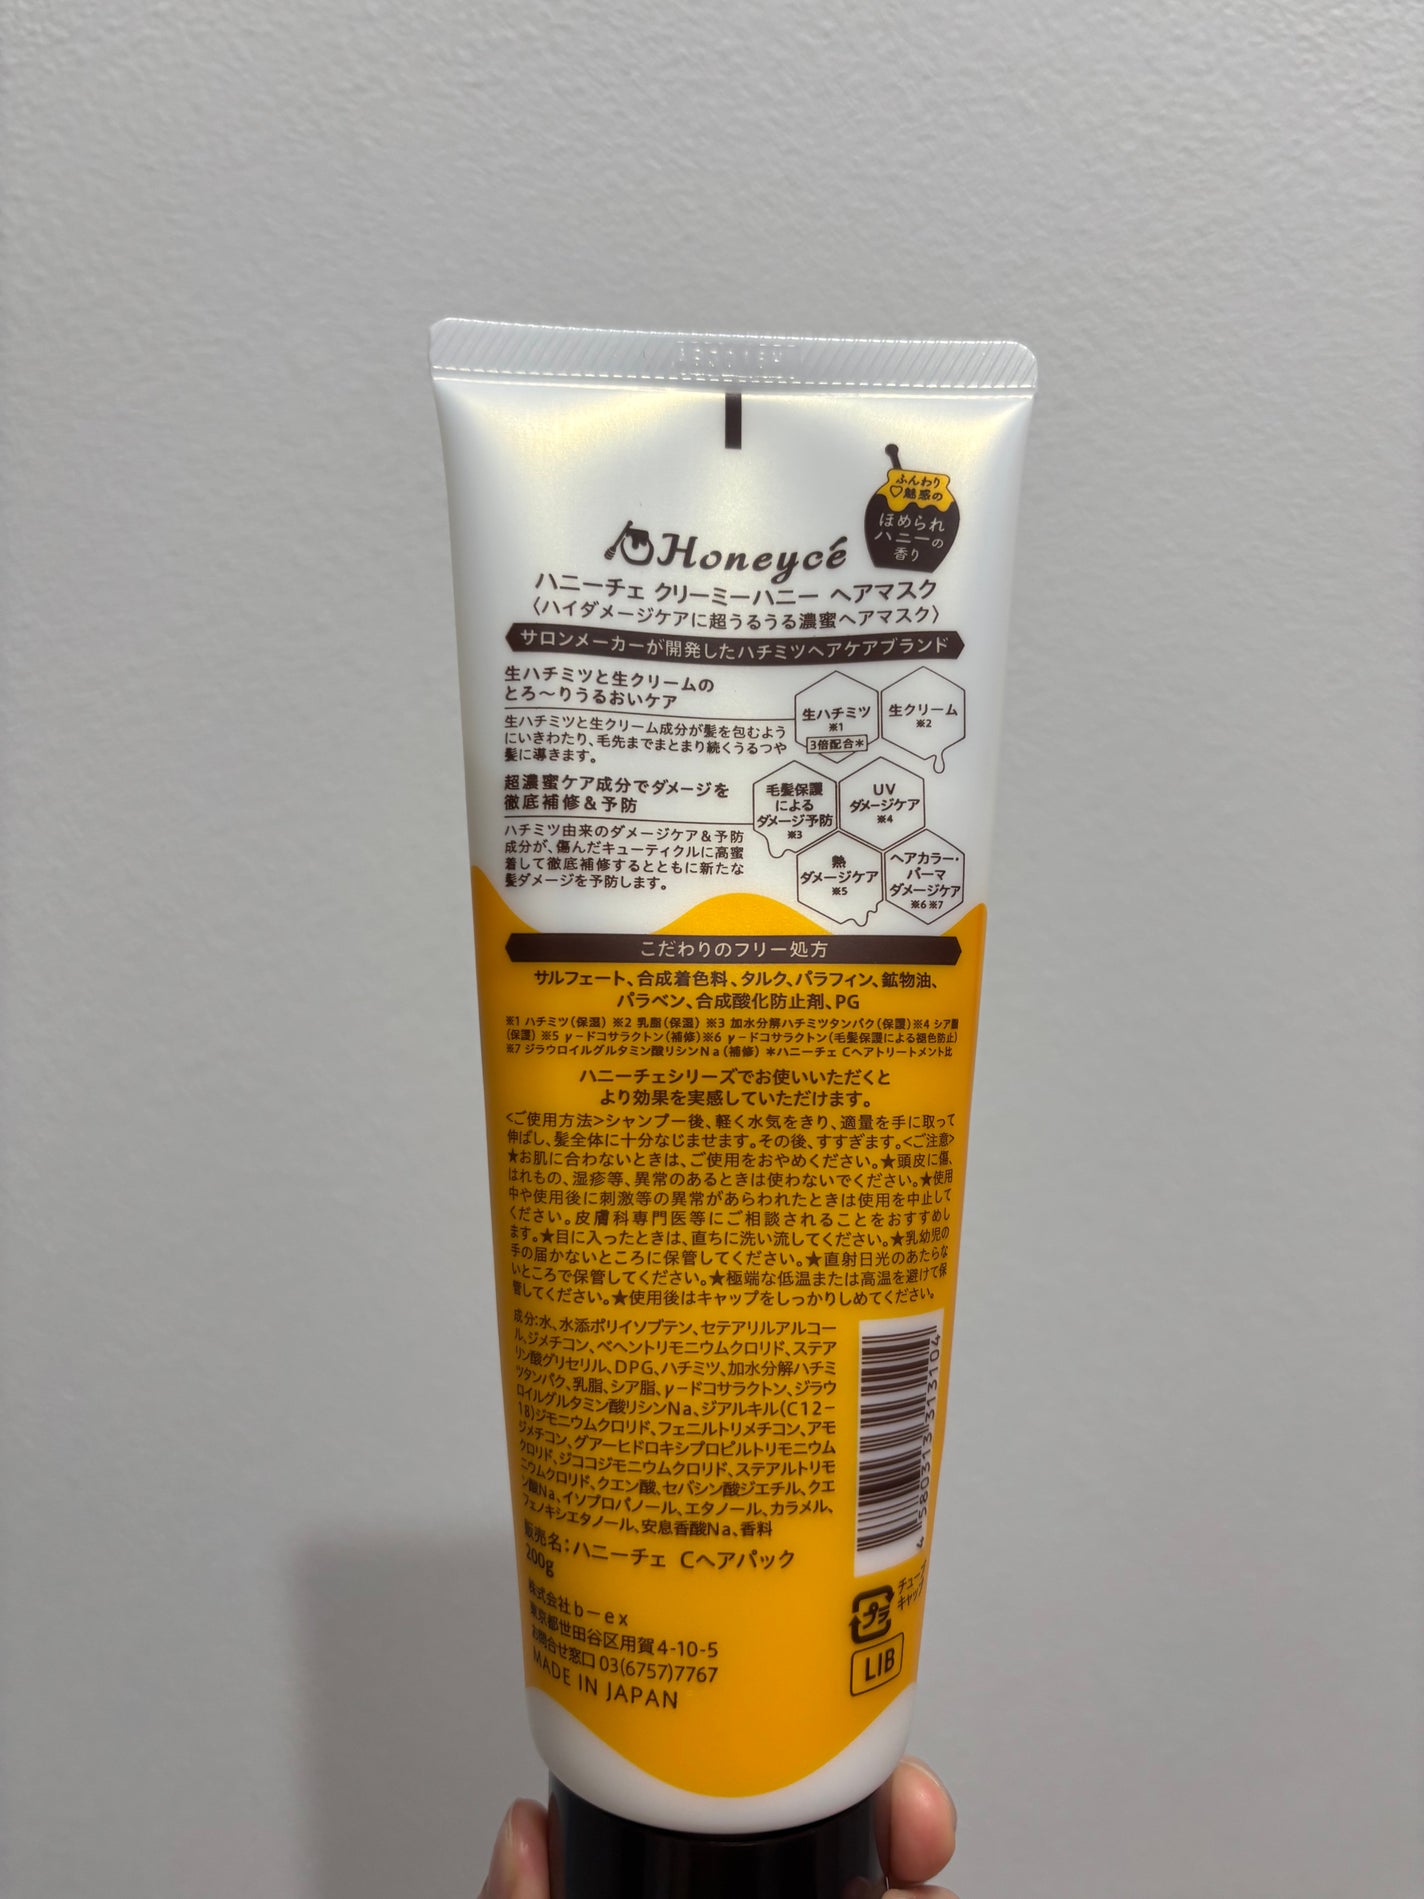 ふんわり
♡魅惑の
ほめられ
ハニーの
香り
Honeycé
ハニーチェ クリーミーハニー ヘアマスク
〈ハイダメージケアに超うるうる濃蜜ヘアマスク〉
サロンメーカーが開発したハチミツヘアケアブランド
生ハチミツと生クリームの
とろ〜りうるおいケア
生ハチミツと生クリーム成分が髪を包むよう
にいきわたり、毛先までまとまり続くうるつや
髪に導きます。
生ハチミツ
※1
3倍配合＊
生クリーム
※2
超濃蜜ケア成分でダメージを
徹底補修＆予防
ハチミツ由来のダメージケア＆予防
成分が、傷んだキューティクルに高蜜
着して徹底補修するとともに新たな
髪ダメージを予防します。
毛髪保護
による
ダメージ予防
※3
UV
ダメージケア
※4
熱
ダメージケア
※5
ヘアカラー・
パーマ
ダメージケア
※6 ※7
こだわりのフリー処方
サルフェート、合成着色料、タルク、パラフィン、鉱物油、
パラベン、合成酸化防止剤、PG
※1 ハチミツ（保湿） ※2 乳脂（保湿） ※3 加水分解ハチミツタンパク（保護）※4 シア脂
（保護） ※5 γ－ドコサラクトン（補修）※6 γ－ドコサラクトン（毛髪保護による褪色防止）
※7 ジラウロイルグルタミン酸リシンNa（補修） ＊ハニーチェ Cヘアトリートメント比
ハニーチェシリーズでお使いいただくと
より効果を実感していただけます。
<ご使用方法>シャンプー後、軽く水気をきり、適量を手に取って
伸ばし、髪全体に十分なじませます。その後、すすぎます。<ご注意>
★お肌に合わないときは、ご使用をおやめください。★頭皮に傷、
はれもの、湿疹等、異常のあるときは使わないでください。★使用
中や使用後に刺激等の異常があらわれたときは使用を中止して
ください。皮膚科専門医等にご相談されることをおすすめし
ます。★目に入ったときは、直ちに洗い流してください。★乳幼児の
手の届かないところに保管してください。★直射日光のあたらな
いところで保管してください。★極端な低温または高温を避けて保
管してください。★使用後はキャップをしっかりしめてください。
成分:水、水添ポリイソブテン、セテアリルアルコー
ル、ジメチコン、ベヘントリモニウムクロリド、ステア
リン酸グリセリル、DPG、ハチミツ、加水分解ハチミ
ツタンパク、乳脂、シア脂、γ－ドコサラクトン、ジラウ
ロイルグルタミン酸リシンNa、ジアルキル(C12－
18)ジモニウムクロリド、フェニルトリメチコン、アモ
ジメチコン、グアーヒドロキシプロピルトリモニウム
クロリド、ジココジモニウムクロリド、ステアルトリモ
ニウムクロリド、クエン酸、セバシン酸ジエチル、クエ
ン酸Na、イソプロパノール、エタノール、カラメル、
フェノキシエタノール、安息香酸Na、香料
販売名：ハニーチェ Cヘアパック
200g
株式会社b－ex
東京都世田谷区用賀4-10-5
お問合せ窓口 03(6757)7767
MADE IN JAPAN
4 580313 313104
チューブ
キャップ
プラ
LIB